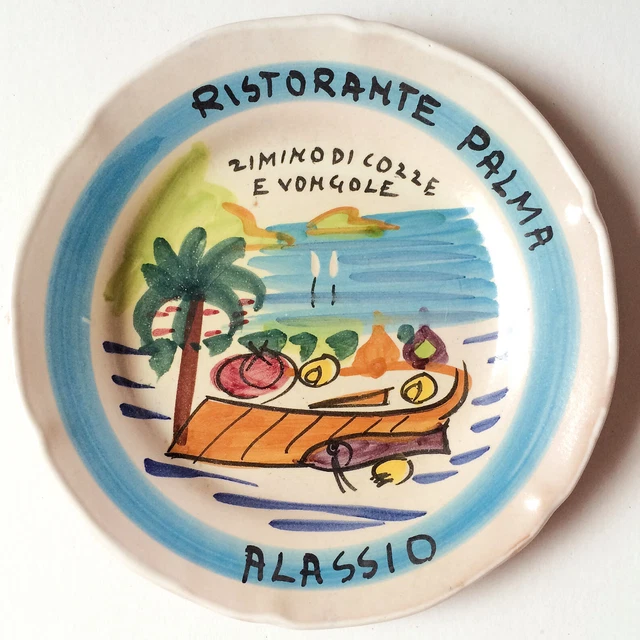 RISTORANTE PALMA
ZIMINO DI COZZE
E VONGOLE
ALASSIO